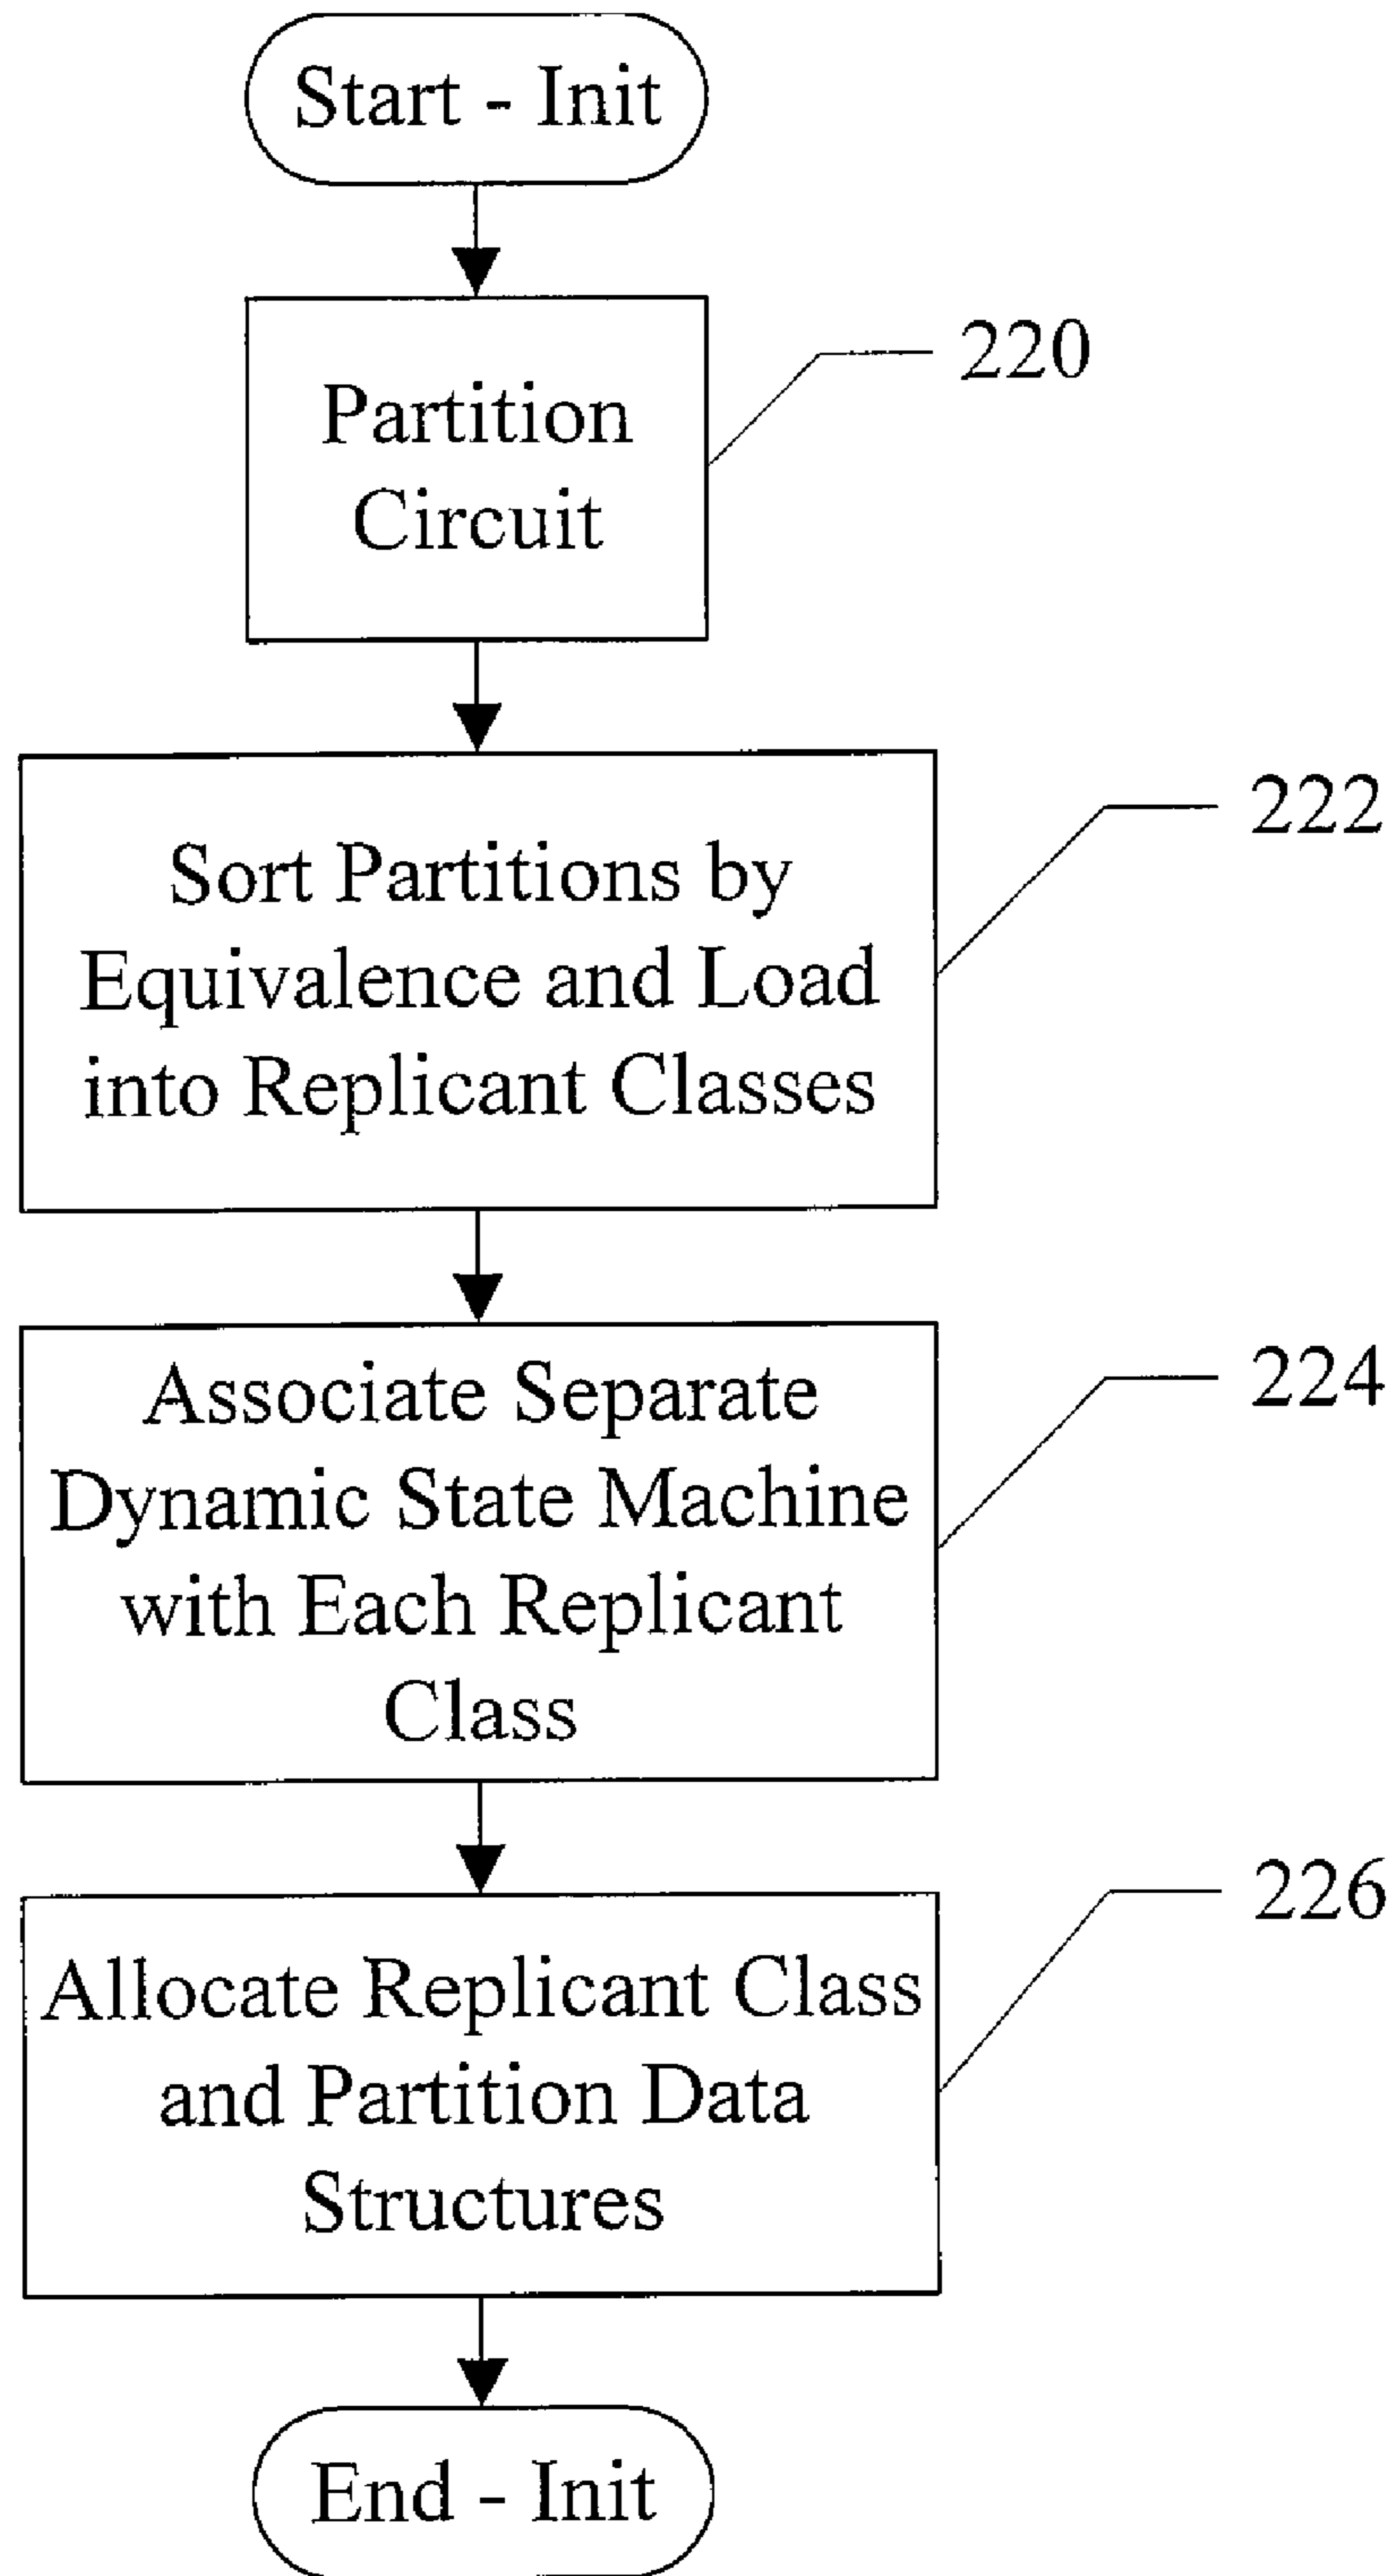 Start - Init
Partition
Circuit
220
Sort Partitions by
Equivalence and Load
into Replicant Classes
222
Associate Separate
Dynamic State Machine
with Each Replicant
Class
224
Allocate Replicant Class
and Partition Data
Structures
226
End - Init